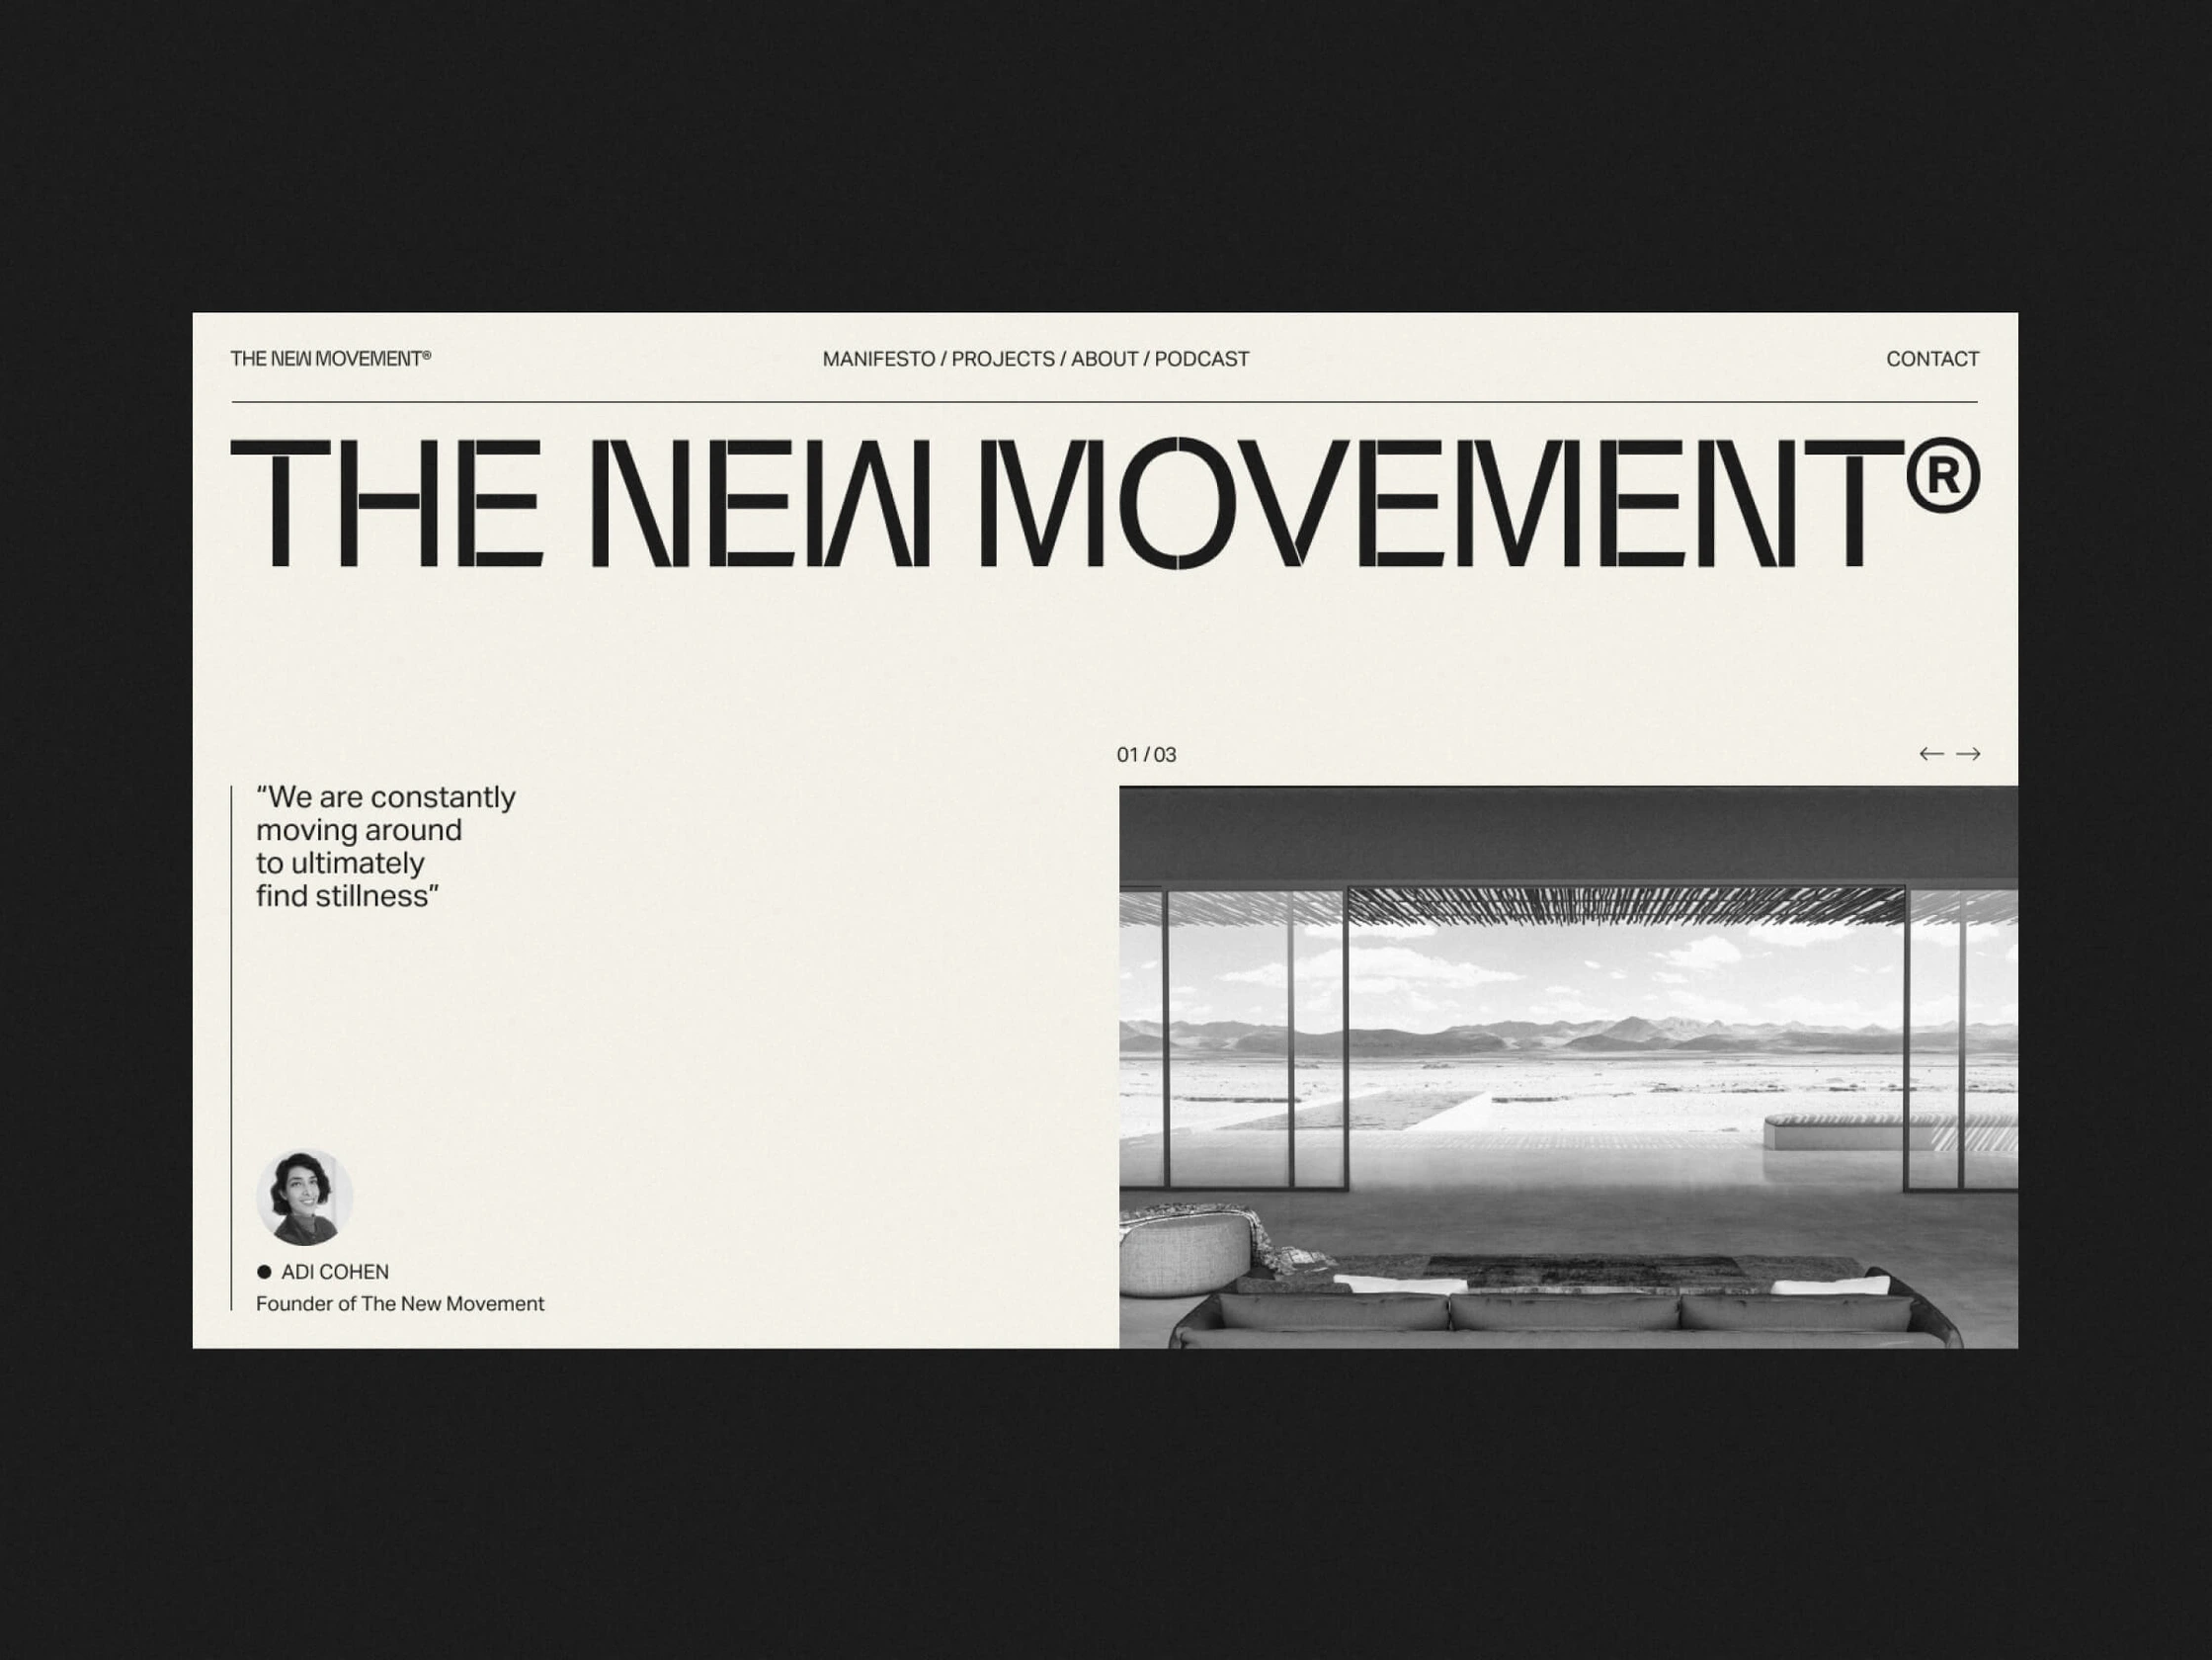 THE NEW MOVEMENT®
MANIFESTO / PROJECTS / ABOUT / PODCAST
CONTACT
THE NEW MOVEMENT®
01 / 03
← →
“We are constantly
moving around
to ultimately
find stillness”
● ADI COHEN
Founder of The New Movement